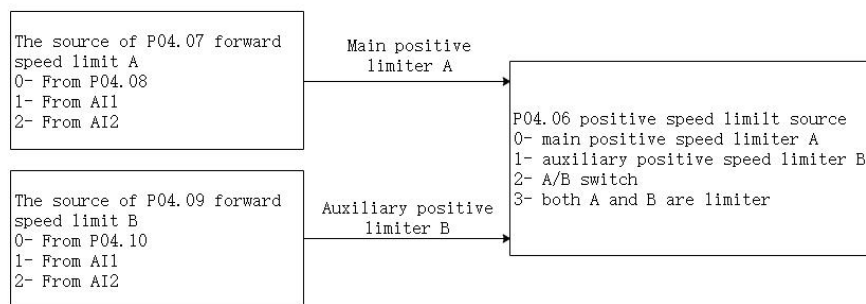 The source of P04.07 forward
speed limit A
0- From P04.08
1- From AI1
2- From AI2
Main positive
limiter A
The source of P04.09 forward
speed limit B
0- From P04.10
1- From AI1
2- From AI2
Auxiliary positive
limiter B
P04.06 positive speed limilt source
0- main positive speed limiter A
1- auxiliary positive speed limiter B
2- A/B switch
3- both A and B are limiter